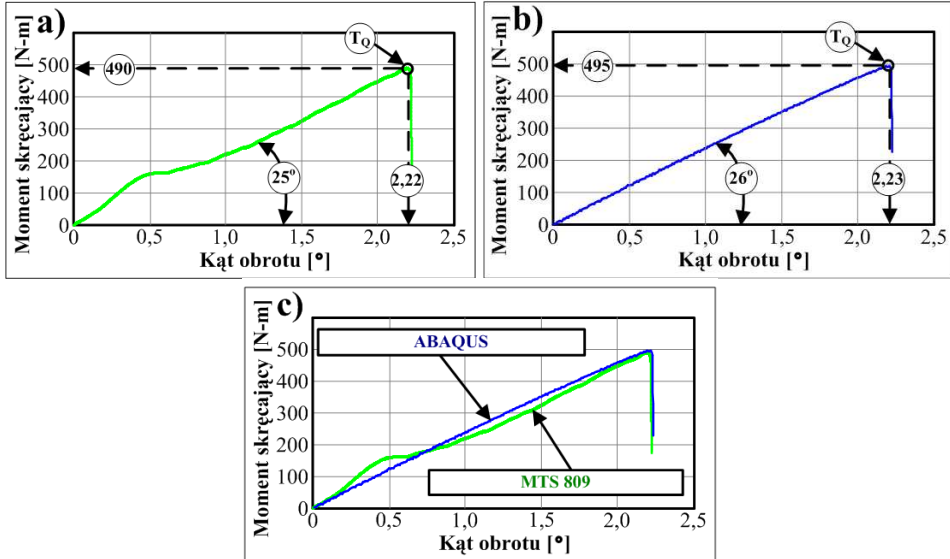 a)
Moment skręcający [N-m]
500
400
300
200
100
0
490
T_Q
25°
2,22
0 0,5 1,0 1,5 2,0 2,5
Kąt obrotu [°]
b)
Moment skręcający [N-m]
500
400
300
200
100
0
495
T_Q
26°
2,23
0 0,5 1,0 1,5 2,0 2,5
Kąt obrotu [°]
c)
Moment skręcający [N-m]
500
400
300
200
100
0
ABAQUS
MTS 809
0 0,5 1,0 1,5 2,0 2,5
Kąt obrotu [°]